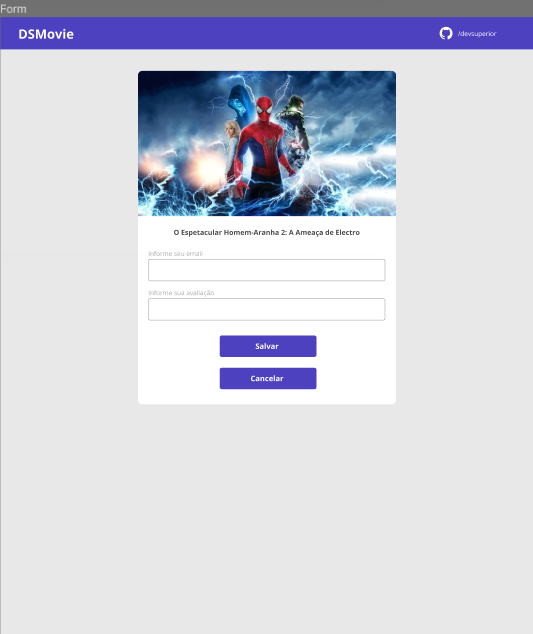 Form
DSMovie
/devsuperior
O Espetacular Homem-Aranha 2: A Ameaça de Electro
Informe seu email
Informe sua avaliação
Salvar
Cancelar